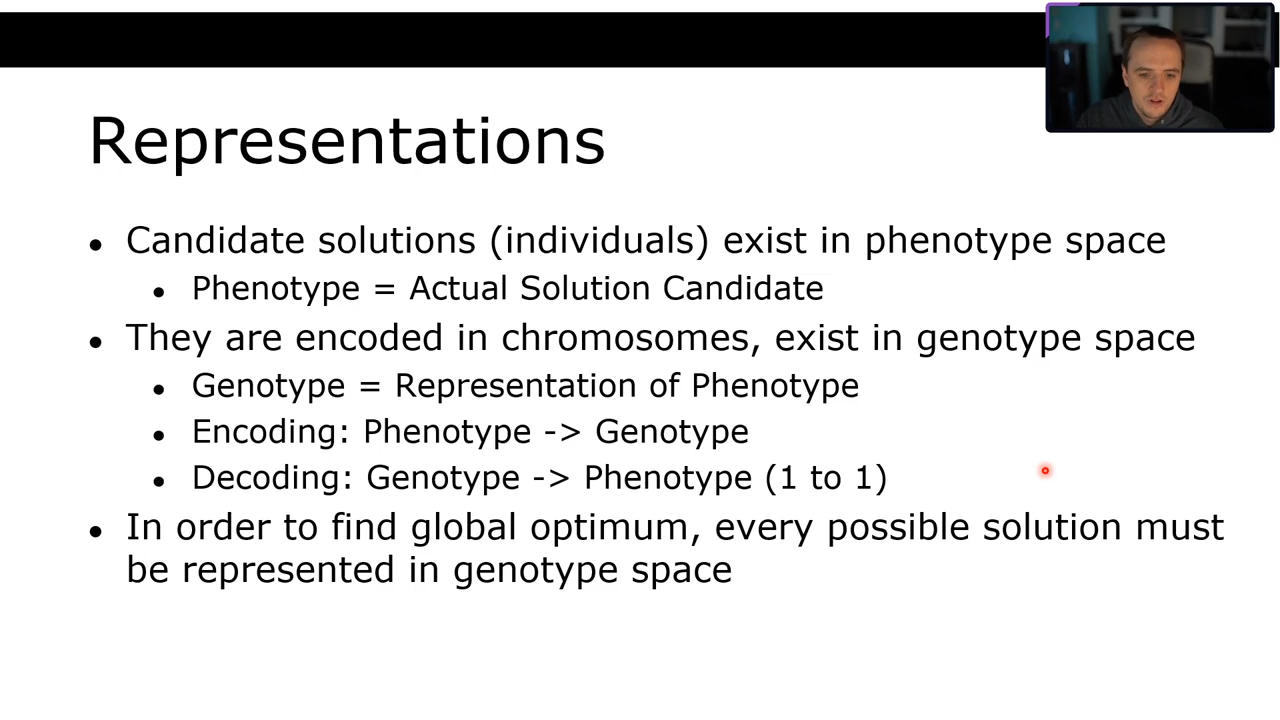 Representations
• Candidate solutions (individuals) exist in phenotype space
• Phenotype = Actual Solution Candidate
• They are encoded in chromosomes, exist in genotype space
• Genotype = Representation of Phenotype
• Encoding: Phenotype -> Genotype
• Decoding: Genotype -> Phenotype (1 to 1)
• In order to find global optimum, every possible solution must
be represented in genotype space